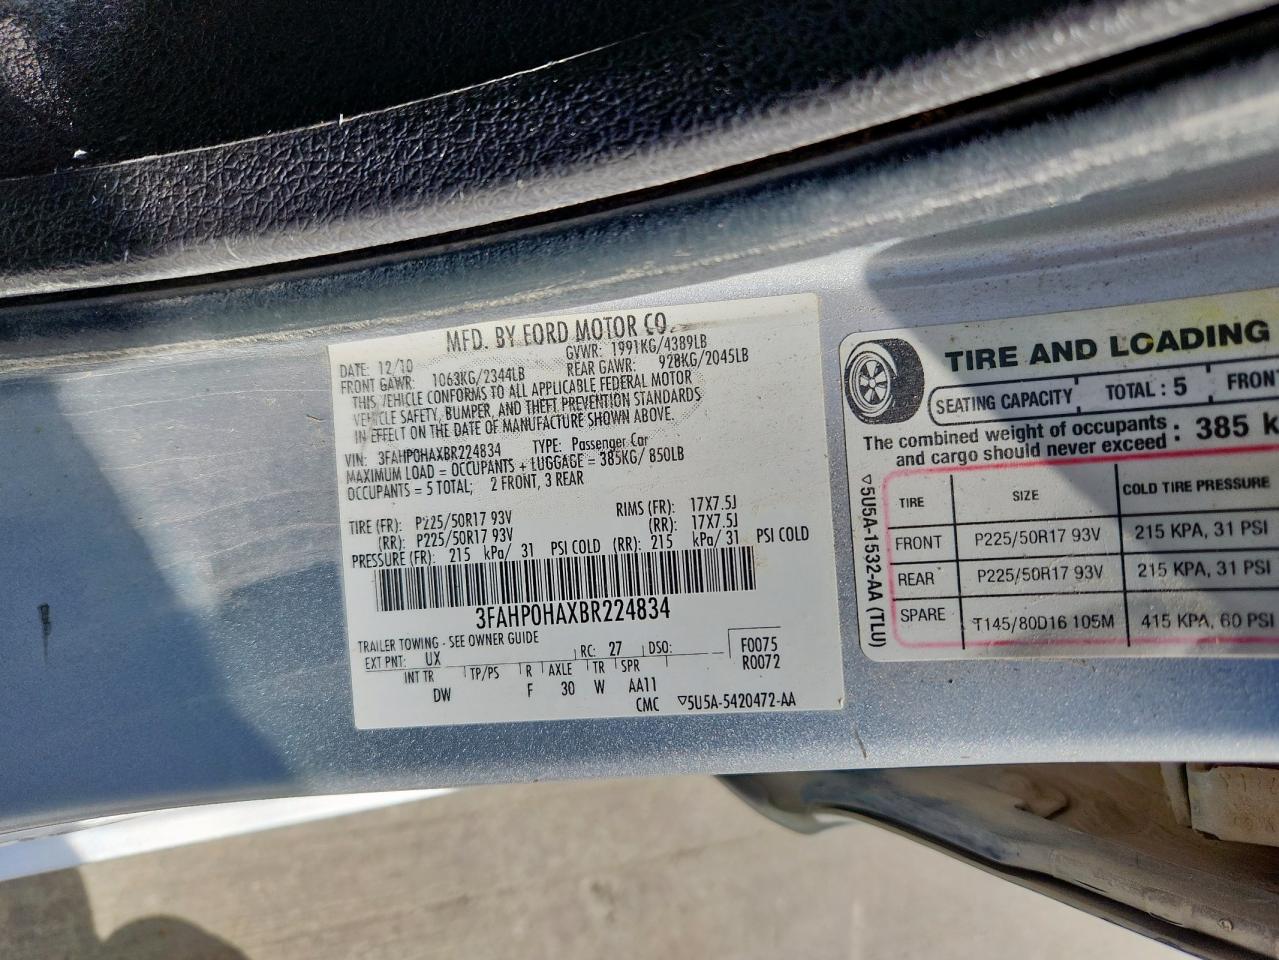 MFD. BY FORD MOTOR CO.
DATE: 12/10 GVWR: 1991KG/4389LB
FRONT GAWR: 1063KG/2344LB REAR GAWR: 928KG/2045LB
THIS VEHICLE CONFORMS TO ALL APPLICABLE FEDERAL MOTOR
VEHICLE SAFETY, BUMPER, AND THEFT PREVENTION STANDARDS
IN EFFECT ON THE DATE OF MANUFACTURE SHOWN ABOVE.
VIN: 3FAHP0HAXBR224834 TYPE: Passenger Car
MAXIMUM LOAD = OCCUPANTS + LUGGAGE = 385KG/ 850LB
OCCUPANTS = 5 TOTAL; 2 FRONT, 3 REAR
TIRE (FR): P225/50R17 93V RIMS (FR): 17X7.5J
(RR): P225/50R17 93V (RR): 17X7.5J
PRESSURE (FR): 215 kPa/ 31 PSI COLD (RR): 215 kPa/31 PSI COLD
3FAHP0HAXBR224834
TRAILER TOWING - SEE OWNER GUIDE
EXT PNT: UX RC: 27 DSO: F0075
R0072
INT TR TP/PS R AXLE TR SPR
DW F 30 W AA11
CMC ▽5U5A-5420472-AA
TIRE AND LOADING
SEATING CAPACITY TOTAL : 5 FRONT
The combined weight of occupants
and cargo should never exceed : 385 k
▽5U5A-1532-AA (TLU)
TIRE SIZE COLD TIRE PRESSURE
FRONT P225/50R17 93V 215 KPA, 31 PSI
REAR P225/50R17 93V 215 KPA, 31 PSI
SPARE T145/80D16 105M 415 KPA, 60 PSI